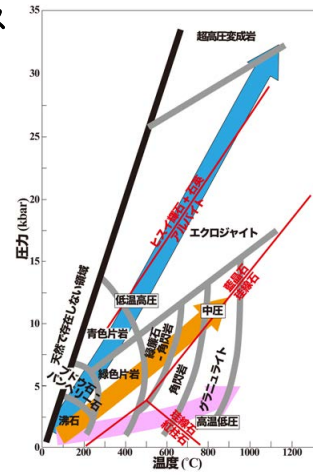 ス
35
超高圧変成岩
30
25
20
圧力 (kbar)
ヒスイ輝石+石英
アルバイト
エクロジャイト
天然で存在しない領域
15
藍晶石
珪線石
低温高圧
中圧
10
青色片岩
緑簾石
-角閃岩
ブドウ石-
パンペリー石
緑色片岩
角閃岩
グラニュライト
5
沸石
珪線石
紅柱石
高温低圧
0
0
200
400
600
800
1000
1200
温度 (℃)